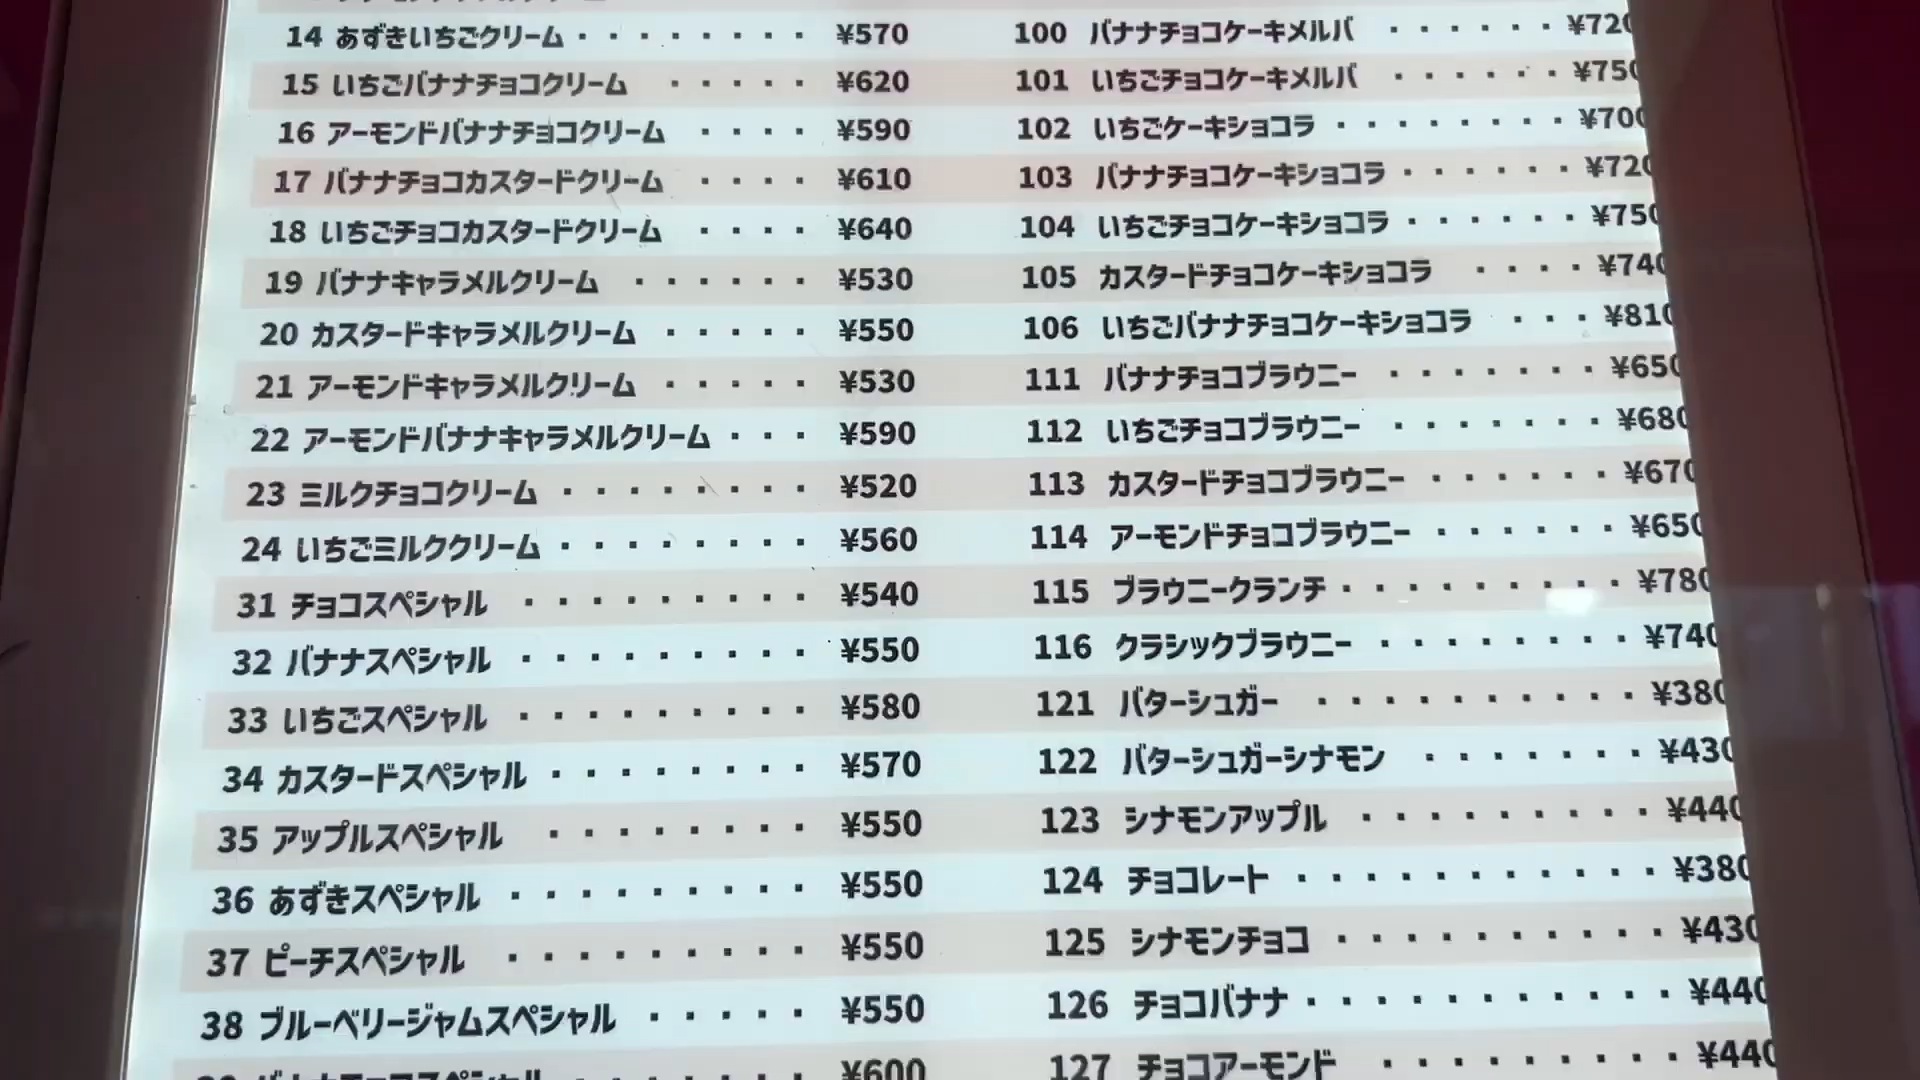 14 あずきいちごクリーム・・・・・・・・ ¥570
15 いちごバナナチョコクリーム ・・・・・ ¥620
16 アーモンドバナナチョコクリーム ・・・・ ¥590
17 バナナチョコカスタードクリーム ・・・・ ¥610
18 いちごチョコカスタードクリーム ・・・・ ¥640
19 バナナキャラメルクリーム ・・・・・・ ¥530
20 カスタードキャラメルクリーム ・・・・・ ¥550
21 アーモンドキャラメルクリーム ・・・・・ ¥530
22 アーモンドバナナキャラメルクリーム ・・・ ¥590
23 ミルクチョコクリーム ・・・・・・・・ ¥520
24 いちごミルククリーム ・・・・・・・・ ¥560
31 チョコスペシャル ・・・・・・・・・ ¥540
32 バナナスペシャル ・・・・・・・・・ ¥550
33 いちごスペシャル ・・・・・・・・・ ¥580
34 カスタードスペシャル ・・・・・・・・ ¥570
35 アップルスペシャル ・・・・・・・・ ¥550
36 あずきスペシャル ・・・・・・・・・ ¥550
37 ピーチスペシャル ・・・・・・・・・ ¥550
38 ブルーベリージャムスペシャル ・・・・・ ¥550
¥600
100 バナナチョコケーキメルバ ・・・・・・ ¥720
101 いちごチョコケーキメルバ ・・・・・・ ¥750
102 いちごケーキショコラ ・・・・・・・・ ¥700
103 バナナチョコケーキショコラ ・・・・・・ ¥720
104 いちごチョコケーキショコラ ・・・・・・ ¥750
105 カスタードチョコケーキショコラ ・・・・ ¥740
106 いちごバナナチョコケーキショコラ ・・・ ¥810
111 バナナチョコブラウニー ・・・・・・・ ¥650
112 いちごチョコブラウニー ・・・・・・・ ¥680
113 カスタードチョコブラウニー ・・・・・・ ¥670
114 アーモンドチョコブラウニー ・・・・・・ ¥650
115 ブラウニークランチ ・・・・・・・・・ ¥780
116 クラシックブラウニー ・・・・・・・・ ¥740
121 バターシュガー ・・・・・・・・・・ ¥380
122 バターシュガーシナモン ・・・・・・・ ¥430
123 シナモンアップル ・・・・・・・・・ ¥440
124 チョコレート ・・・・・・・・・・・ ¥380
125 シナモンチョコ ・・・・・・・・・・ ¥430
126 チョコバナナ ・・・・・・・・・・・ ¥440
127 チョコアーモンド ・・・・・・・・・ ¥440